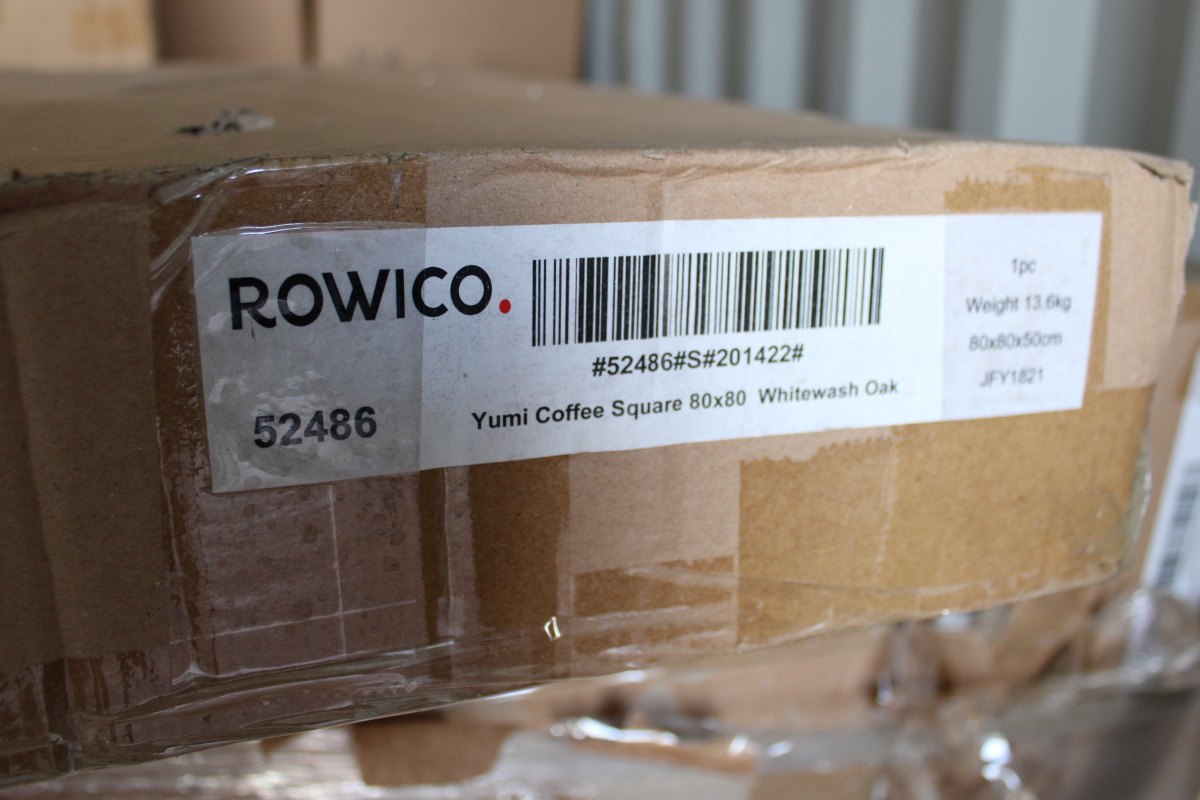 ROWICO.
52486
#52486#S#201422#
Yumi Coffee Square 80x80 Whitewash Oak
1pc
Weight 13.6kg
80x80x50cm
JFY1821